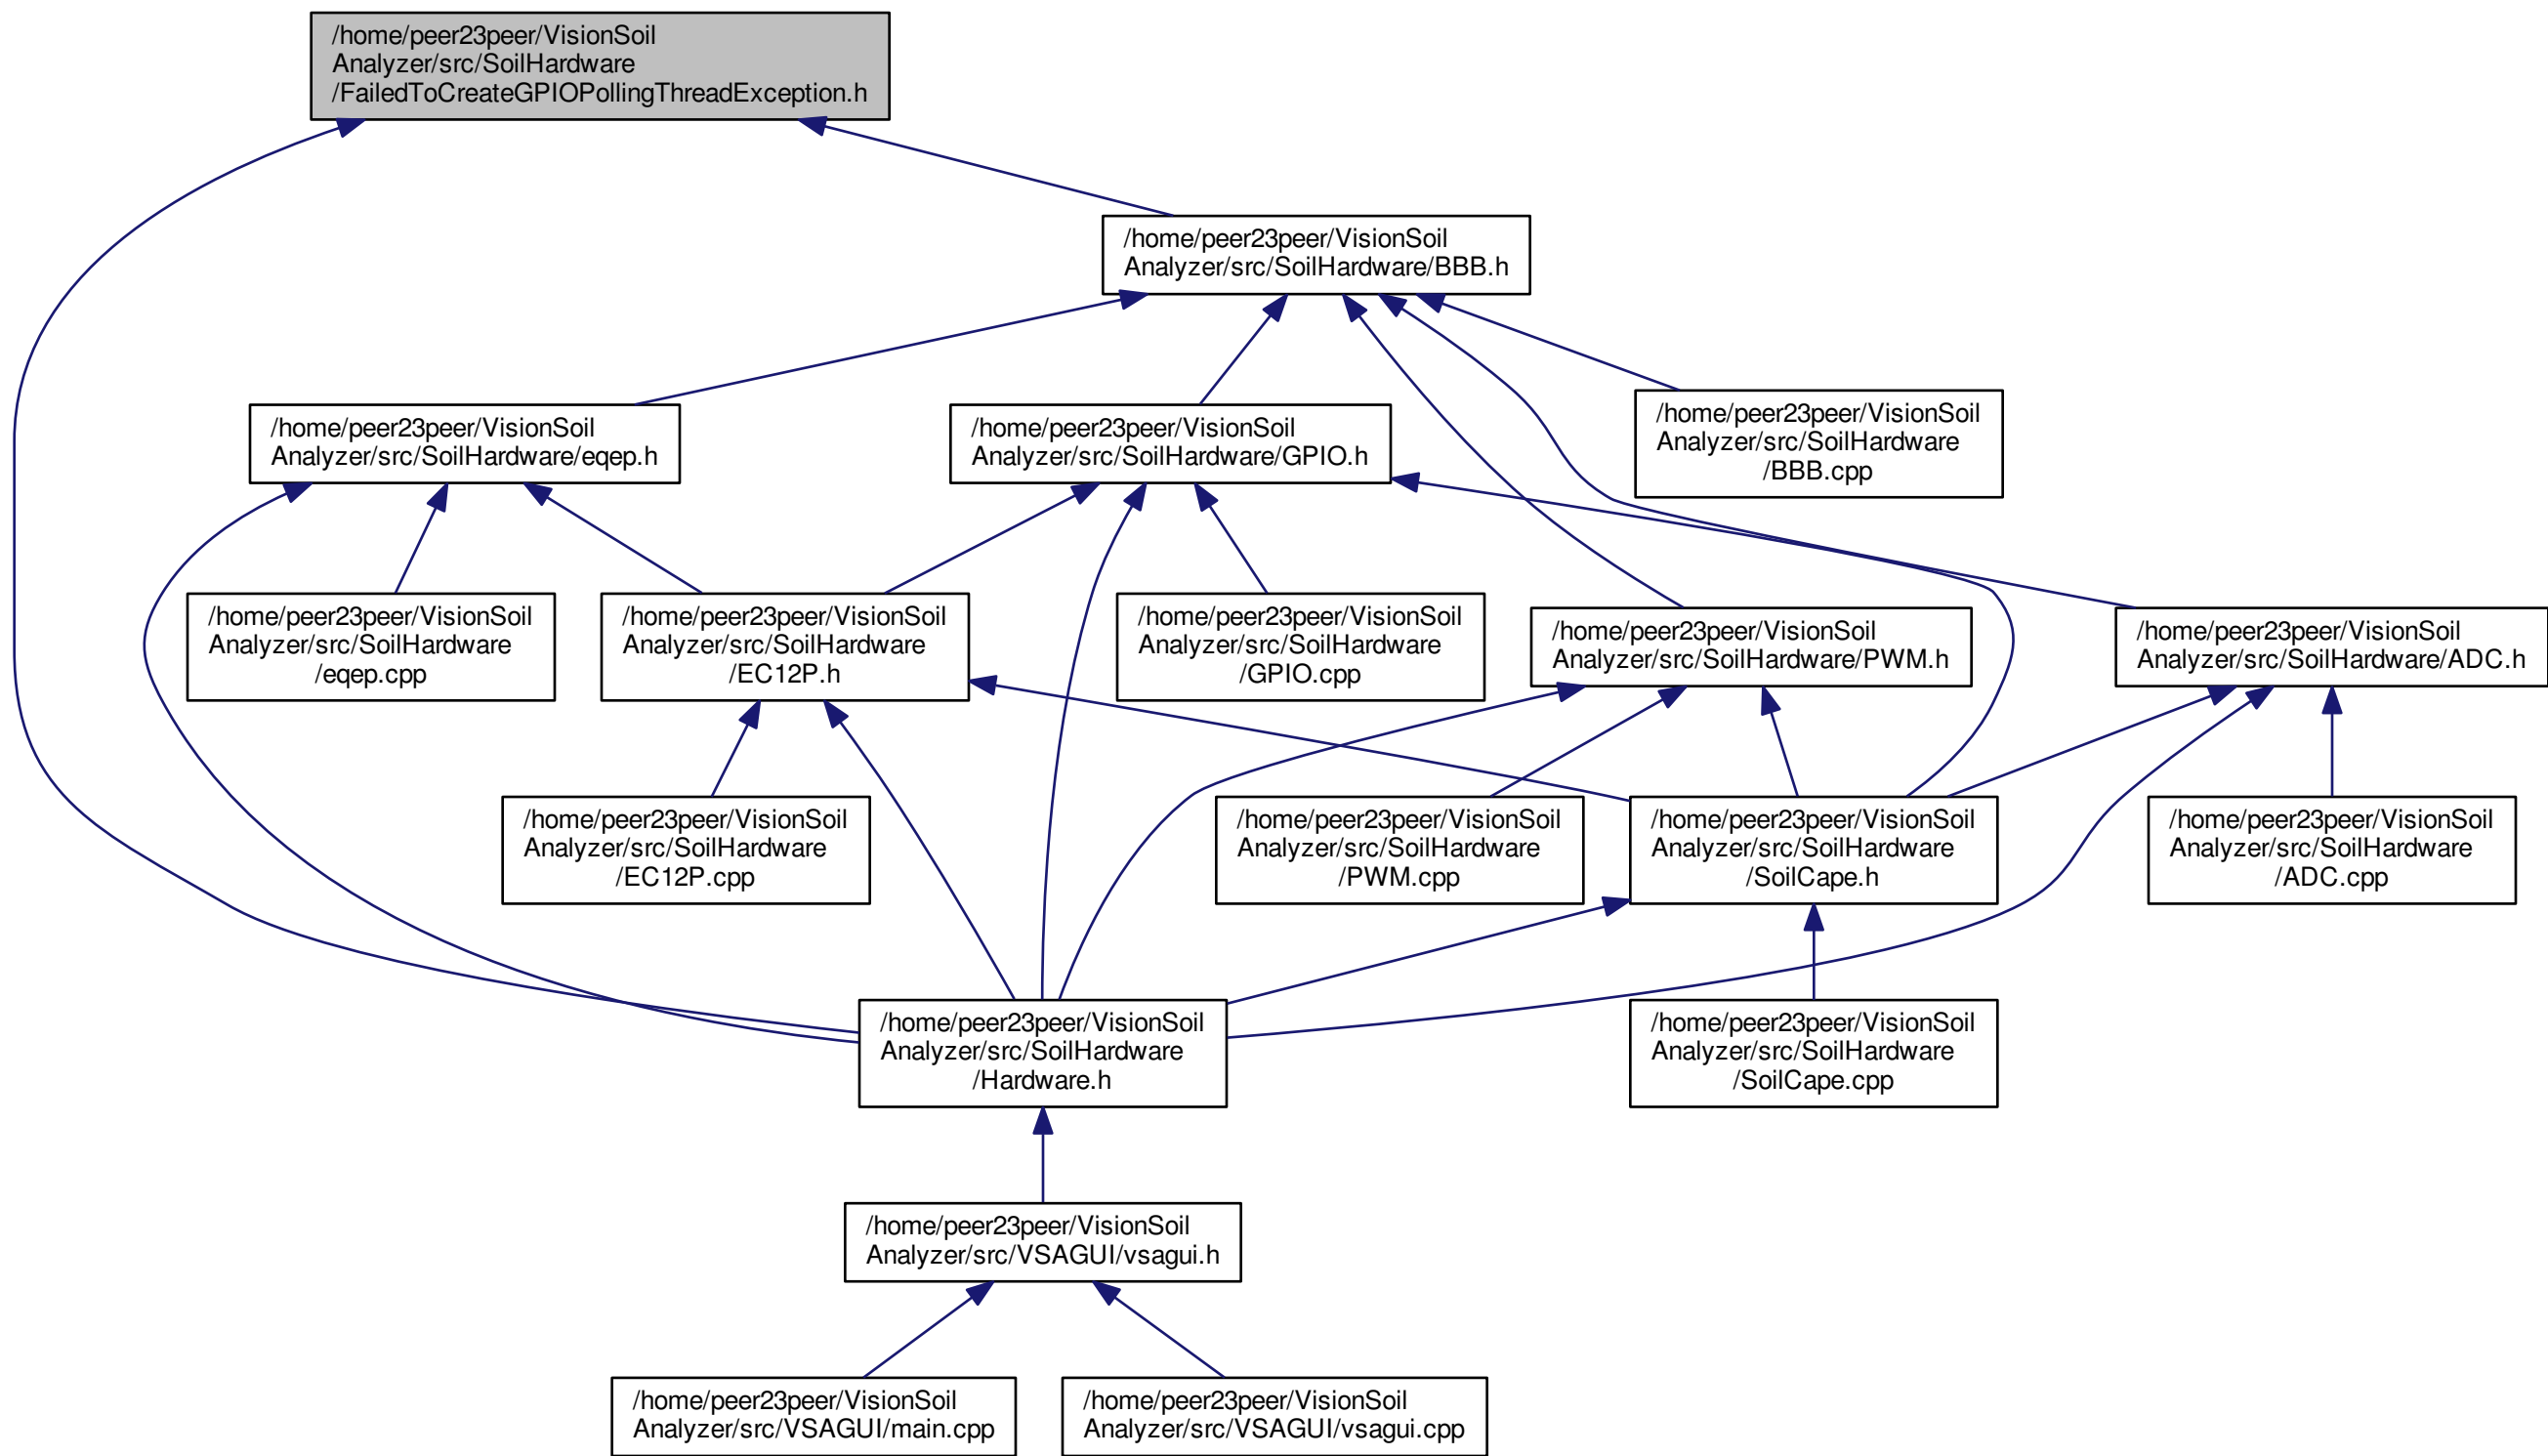 /home/peer23peer/VisionSoil
Analyzer/src/SoilHardware
/FailedToCreateGPIOPollingThreadException.h
/home/peer23peer/VisionSoil
Analyzer/src/SoilHardware/BBB.h
/home/peer23peer/VisionSoil
Analyzer/src/SoilHardware/eqep.h
/home/peer23peer/VisionSoil
Analyzer/src/SoilHardware/GPIO.h
/home/peer23peer/VisionSoil
Analyzer/src/SoilHardware
/BBB.cpp
/home/peer23peer/VisionSoil
Analyzer/src/SoilHardware
/eqep.cpp
/home/peer23peer/VisionSoil
Analyzer/src/SoilHardware
/EC12P.h
/home/peer23peer/VisionSoil
Analyzer/src/SoilHardware
/GPIO.cpp
/home/peer23peer/VisionSoil
Analyzer/src/SoilHardware/PWM.h
/home/peer23peer/VisionSoil
Analyzer/src/SoilHardware/ADC.h
/home/peer23peer/VisionSoil
Analyzer/src/SoilHardware
/EC12P.cpp
/home/peer23peer/VisionSoil
Analyzer/src/SoilHardware
/PWM.cpp
/home/peer23peer/VisionSoil
Analyzer/src/SoilHardware
/SoilCape.h
/home/peer23peer/VisionSoil
Analyzer/src/SoilHardware
/ADC.cpp
/home/peer23peer/VisionSoil
Analyzer/src/SoilHardware
/Hardware.h
/home/peer23peer/VisionSoil
Analyzer/src/SoilHardware
/SoilCape.cpp
/home/peer23peer/VisionSoil
Analyzer/src/VSAGUI/vsagui.h
/home/peer23peer/VisionSoil
Analyzer/src/VSAGUI/main.cpp
/home/peer23peer/VisionSoil
Analyzer/src/VSAGUI/vsagui.cpp